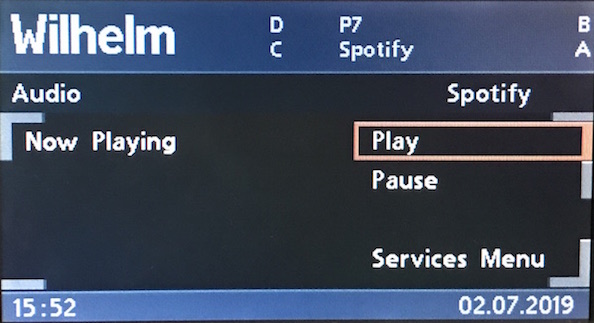 Wilhelm D P7 B
C Spotify A
Audio Spotify
Now Playing Play
Pause
Services Menu
15:52 02.07.2019